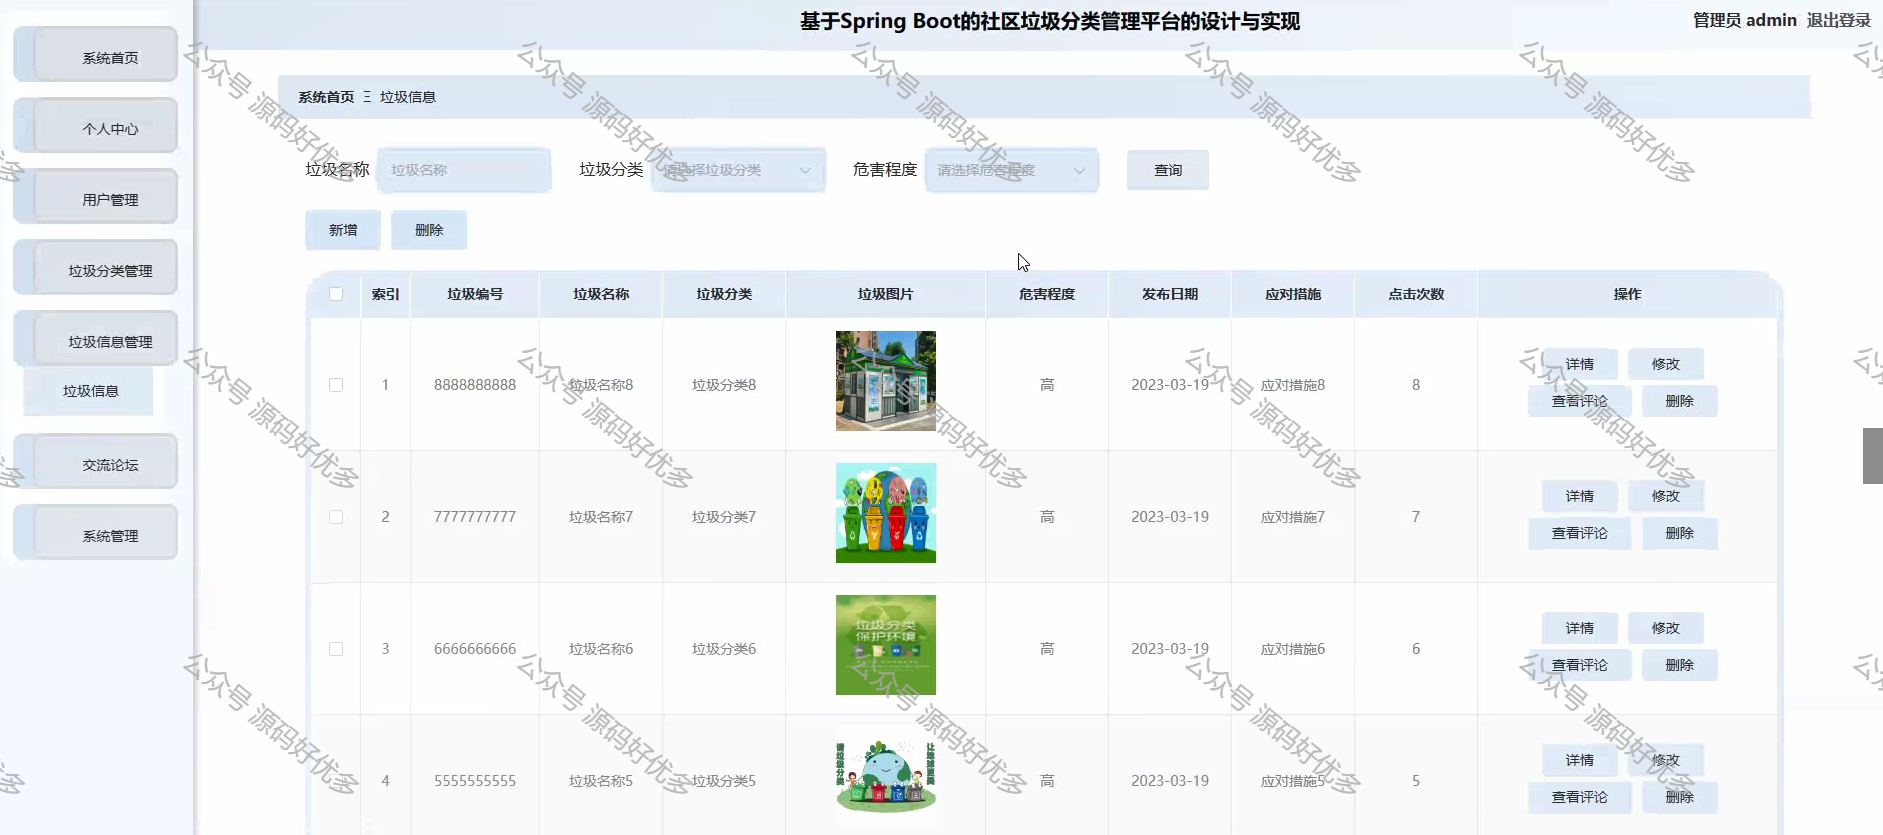 基于Spring Boot的社区垃圾分类管理平台的设计与实现
管理员 admin 退出登录
系统首页
个人中心
用户管理
垃圾分类管理
垃圾信息管理
垃圾信息
交流论坛
系统管理
系统首页 垃圾信息
垃圾名称 垃圾名称 垃圾分类 请选择垃圾分类 危害程度 请选择危害程度 查询
新增 删除
索引 垃圾编号 垃圾名称 垃圾分类 垃圾图片 危害程度 发布日期 应对措施 点击次数 操作
1 8888888888 垃圾名称8 垃圾分类8 高 2023-03-19 应对措施8 8 详情 修改
查看评论 删除
2 7777777777 垃圾名称7 垃圾分类7 高 2023-03-19 应对措施7 7 详情 修改
查看评论 删除
垃圾分类
保护环境
3 6666666666 垃圾名称6 垃圾分类6 高 2023-03-19 应对措施6 6 详情 修改
查看评论 删除
请垃圾分类
让地球更美
4 5555555555 垃圾名称5 垃圾分类5 高 2023-03-19 应对措施5 5 详情 修改
查看评论 删除
公众号 源码好优多